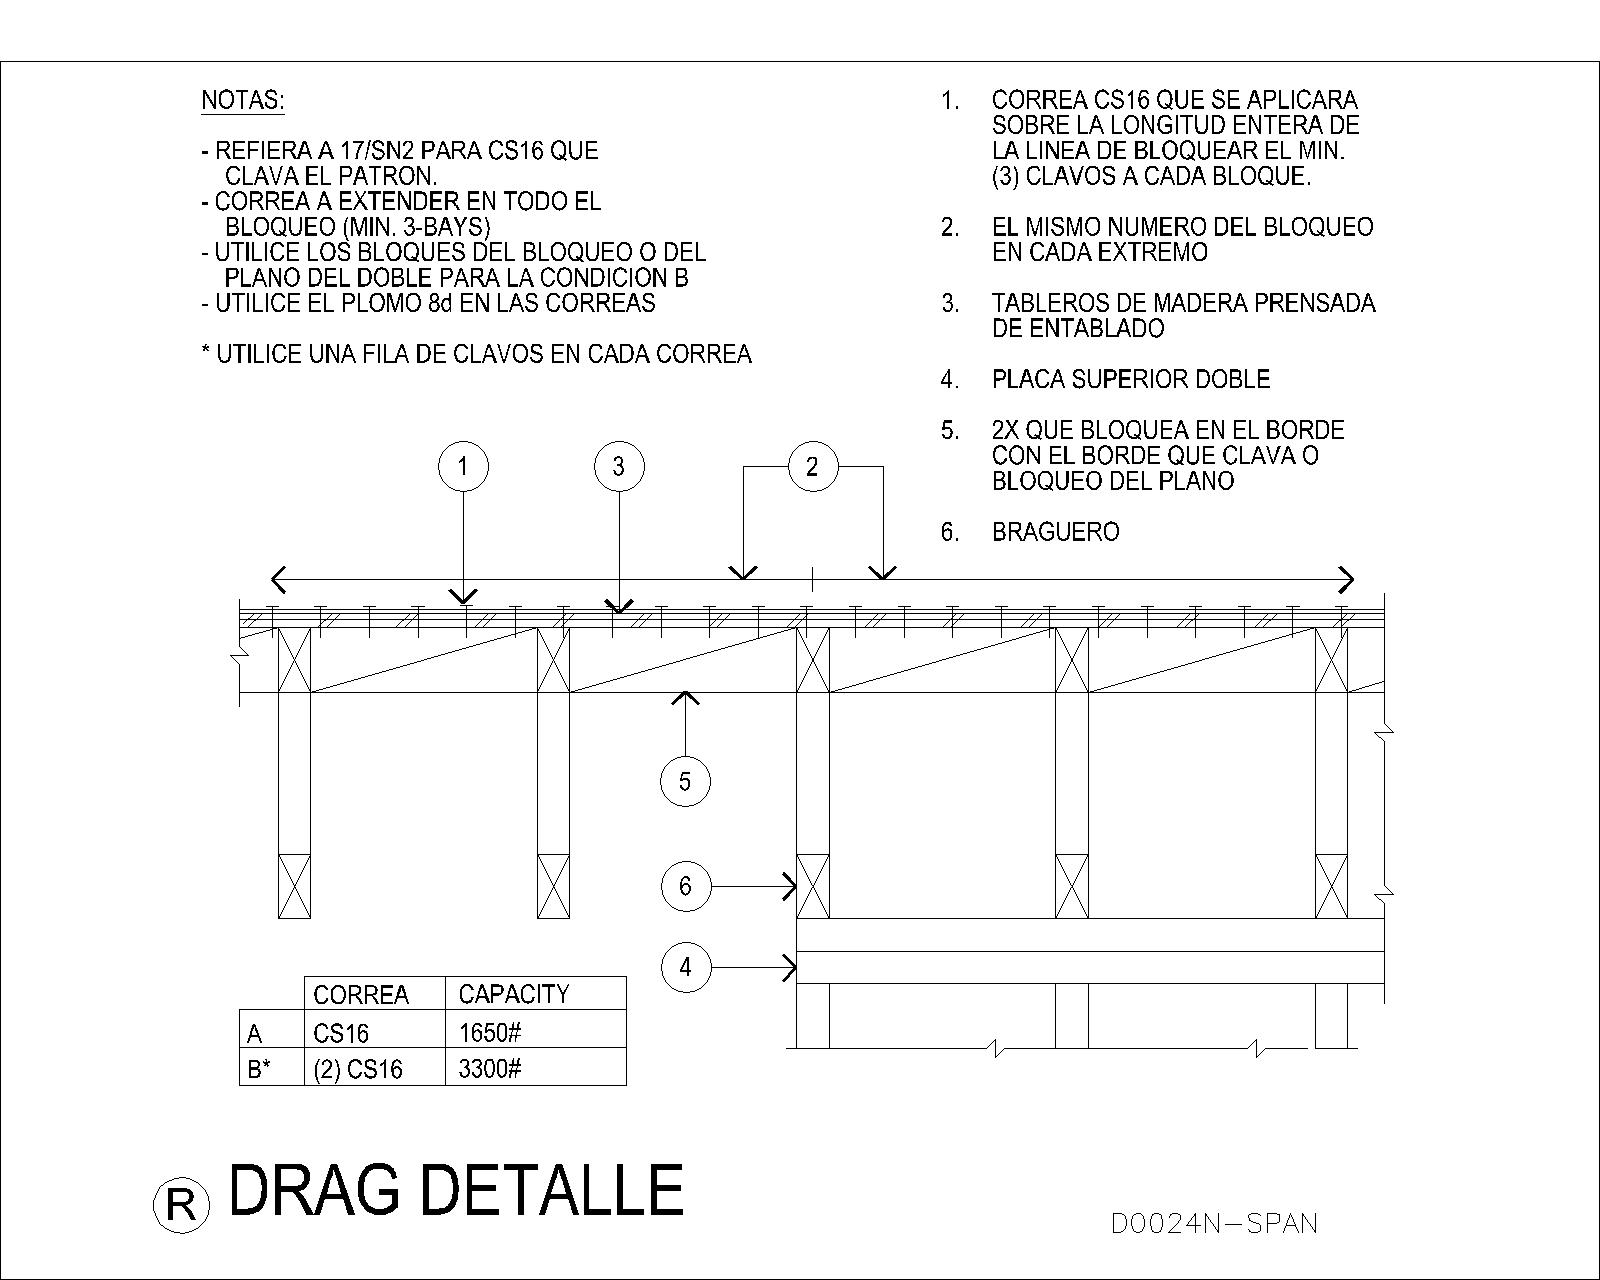 NOTAS:
- REFIERA A 17/SN2 PARA CS16 QUE
CLAVA EL PATRON.
- CORREA A EXTENDER EN TODO EL
BLOQUEO (MIN. 3-BAYS)
- UTILICE LOS BLOQUES DEL BLOQUEO O DEL
PLANO DEL DOBLE PARA LA CONDICION B
- UTILICE EL PLOMO 8d EN LAS CORREAS
* UTILICE UNA FILA DE CLAVOS EN CADA CORREA
1. CORREA CS16 QUE SE APLICARA
SOBRE LA LONGITUD ENTERA DE
LA LINEA DE BLOQUEAR EL MIN.
(3) CLAVOS A CADA BLOQUE.
2. EL MISMO NUMERO DEL BLOQUEO
EN CADA EXTREMO
3. TABLEROS DE MADERA PRENSADA
DE ENTABLADO
4. PLACA SUPERIOR DOBLE
5. 2X QUE BLOQUEA EN EL BORDE
CON EL BORDE QUE CLAVA O
BLOQUEO DEL PLANO
6. BRAGUERO
1
3
2
5
6
4
CORREA CAPACITY
A CS16 1650#
B* (2) CS16 3300#
R DRAG DETALLE
D0024N-SPAN